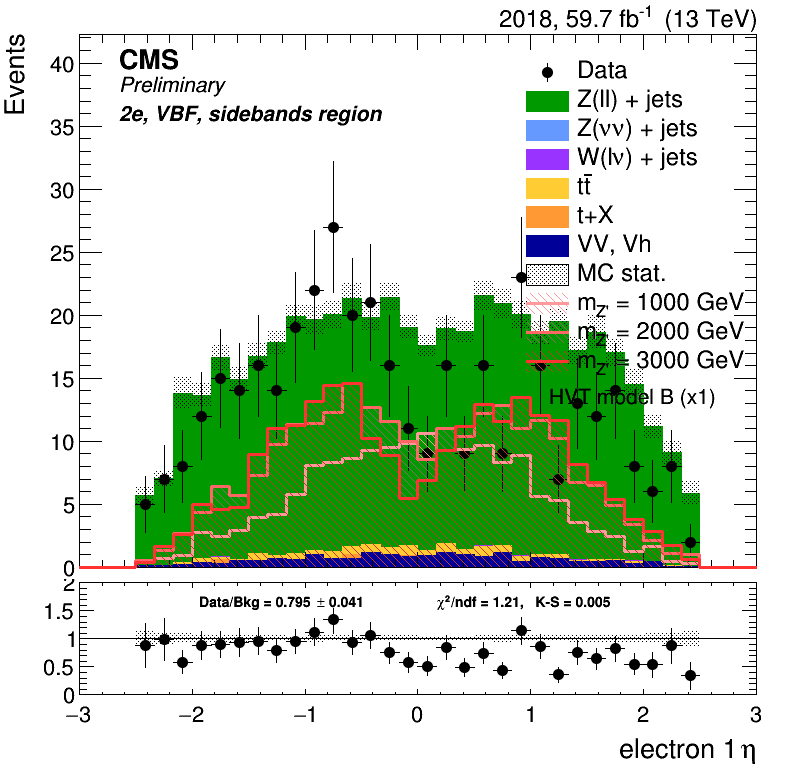 2018, 59.7 fb⁻¹ (13 TeV)
Events
CMS
Preliminary
2e, VBF, sidebands region
Data
Z(ll) + jets
Z(νν) + jets
W(lν) + jets
tt̄
t+X
VV, Vh
MC stat.
m_Z' = 1000 GeV
m_Z' = 2000 GeV
m_Z' = 3000 GeV
HVT model B (x1)
40
35
30
25
20
15
10
5
0
Data/Bkg = 0.795 ± 0.041
χ²/ndf = 1.21, K-S = 0.005
2
1.5
1
0.5
0
−3 −2 −1 0 1 2 3
electron 1 η